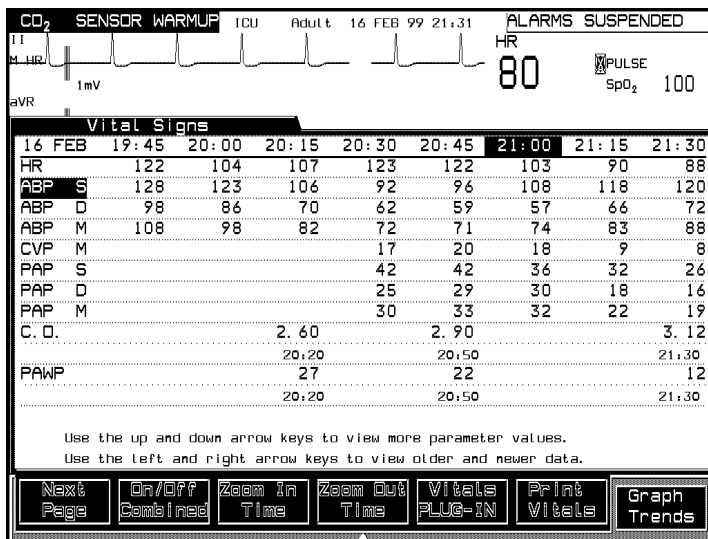 CO2 SENSOR WARMUP ICU Adult 16 FEB 99 21:31 ALARMS SUSPENDED
II
HR
M HR
80
PULSE
SpO2 100
1mV
aVR
Vital Signs
16 FEB 19:45 20:00 20:15 20:30 20:45 21:00 21:15 21:30
HR 122 104 107 123 122 103 90 88
ABP S 128 123 106 92 96 108 118 120
ABP D 98 86 70 62 59 57 66 72
ABP M 108 98 82 72 71 74 83 88
CVP M 17 20 18 9 8
PAP S 42 42 36 32 26
PAP D 25 29 30 18 16
PAP M 30 33 32 22 19
C.O. 2.60 2.90 3.12
20:20 20:50 21:30
PAWP 27 22 12
20:20 20:50 21:30
Use the up and down arrow keys to view more parameter values.
Use the left and right arrow keys to view older and newer data.
Next Page
On/Off Combined
Zoom In Time
Zoom Out Time
Vitals PLUG-IN
Print Vitals
Graph Trends